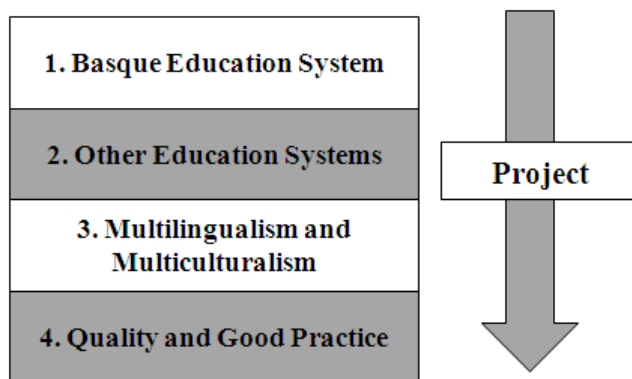 1. Basque Education System
2. Other Education Systems
Project
3. Multilingualism and
Multiculturalism
4. Quality and Good Practice